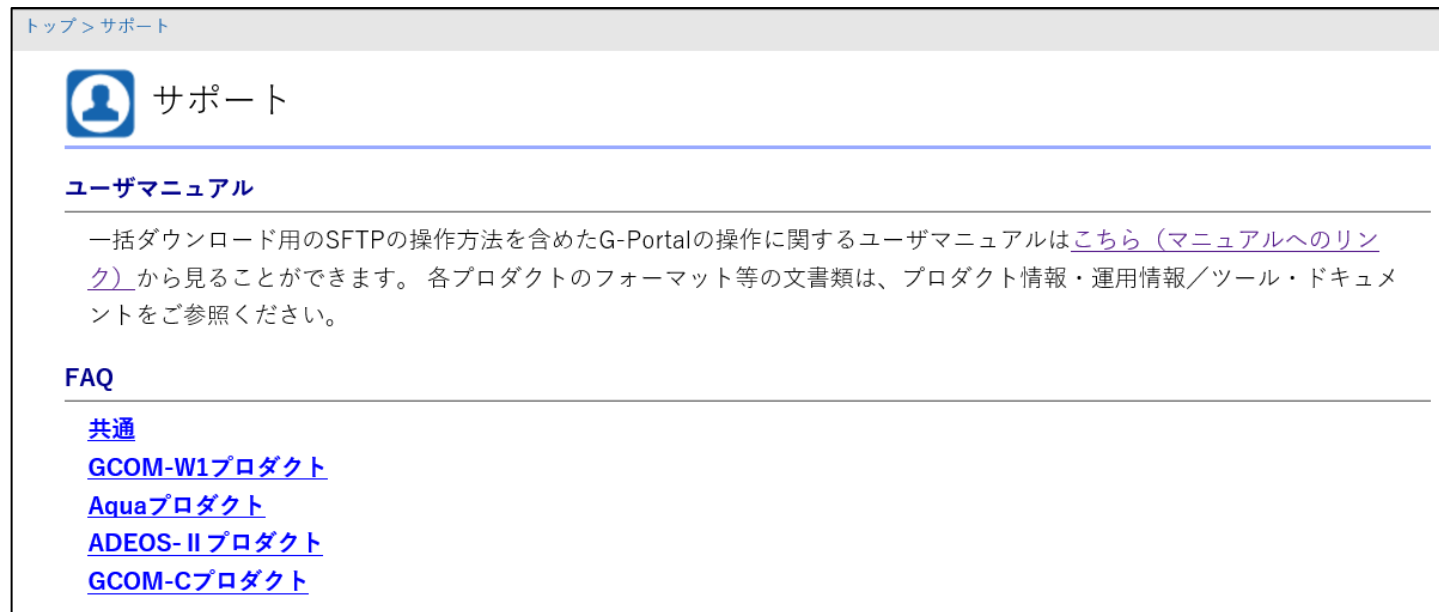 トップ > サポート
サポート
ユーザマニュアル
一括ダウンロード用のSFTPの操作方法を含めたG-Portalの操作に関するユーザマニュアルはこちら（マニュアルへのリン
ク）から見ることができます。 各プロダクトのフォーマット等の文書類は、プロダクト情報・運用情報／ツール・ドキュメ
ントをご参照ください。
FAQ
共通
GCOM-W1プロダクト
Aquaプロダクト
ADEOS-Ⅱプロダクト
GCOM-Cプロダクト